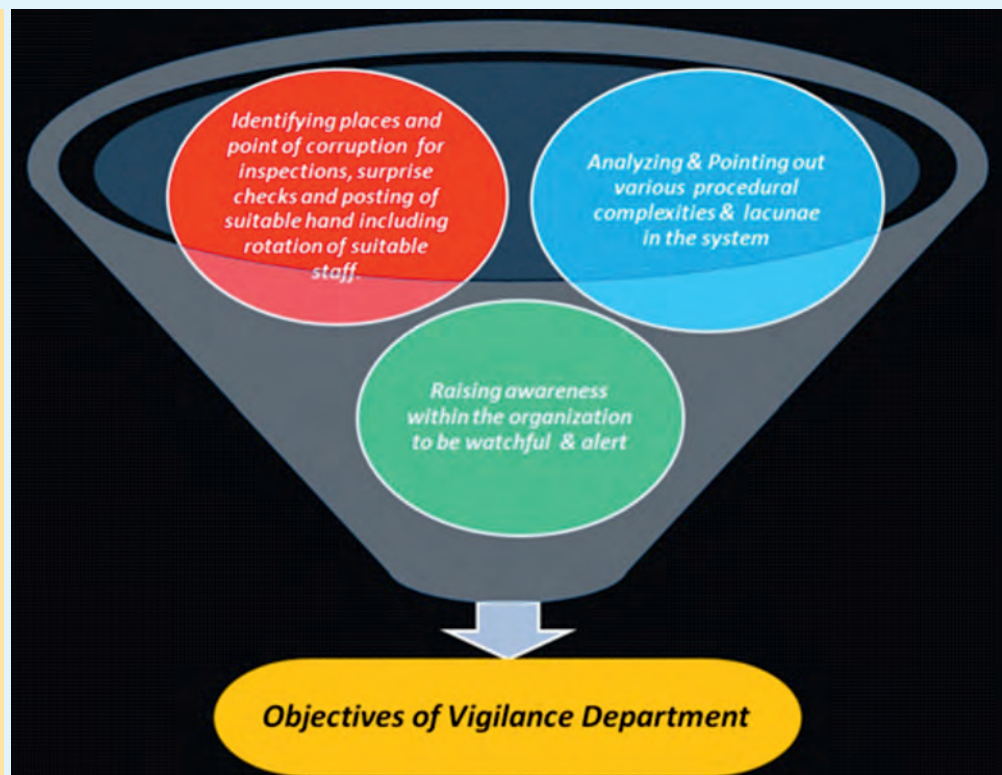 Identifying places and
point of corruption for
inspections, surprise
checks and posting of
suitable hand including
rotation of suitable
staff.
Analyzing & Pointing out
various procedural
complexities & lacunae
in the system
Raising awareness
within the organization
to be watchful & alert
Objectives of Vigilance Department